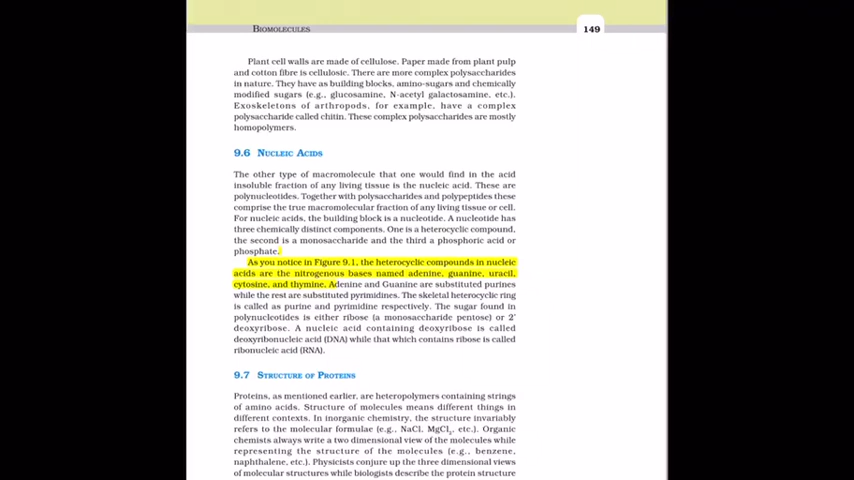 BIOMOLECULES
149
Plant cell walls are made of cellulose. Paper made from plant pulp
and cotton fibre is cellulosic. There are more complex polysaccharides
in nature. They have as building blocks, amino-sugars and chemically
modified sugars (e.g., glucosamine, N-acetyl galactosamine, etc.).
Exoskeletons of arthropods, for example, have a complex
polysaccharide called chitin. These complex polysaccharides are mostly
homopolymers.
9.6 NUCLEIC ACIDS
The other type of macromolecule that one would find in the acid
insoluble fraction of any living tissue is the nucleic acid. These are
polynucleotides. Together with polysaccharides and polypeptides these
comprise the true macromolecular fraction of any living tissue or cell.
For nucleic acids, the building block is a nucleotide. A nucleotide has
three chemically distinct components. One is a heterocyclic compound,
the second is a monosaccharide and the third a phosphoric acid or
phosphate.
As you notice in Figure 9.1, the heterocyclic compounds in nucleic
acids are the nitrogenous bases named adenine, guanine, uracil,
cytosine, and thymine. Adenine and Guanine are substituted purines
while the rest are substituted pyrimidines. The skeletal heterocyclic ring
is called as purine and pyrimidine respectively. The sugar found in
polynucleotides is either ribose (a monosaccharide pentose) or 2’
deoxyribose. A nucleic acid containing deoxyribose is called
deoxyribonucleic acid (DNA) while that which contains ribose is called
ribonucleic acid (RNA).
9.7 STRUCTURE OF PROTEINS
Proteins, as mentioned earlier, are heteropolymers containing strings
of amino acids. Structure of molecules means different things in
different contexts. In inorganic chemistry, the structure invariably
refers to the molecular formulae (e.g., NaCl, MgCl₂, etc.). Organic
chemists always write a two dimensional view of the molecules while
representing the structure of the molecules (e.g., benzene,
naphthalene, etc.). Physicists conjure up the three dimensional views
of molecular structures while biologists describe the protein structure